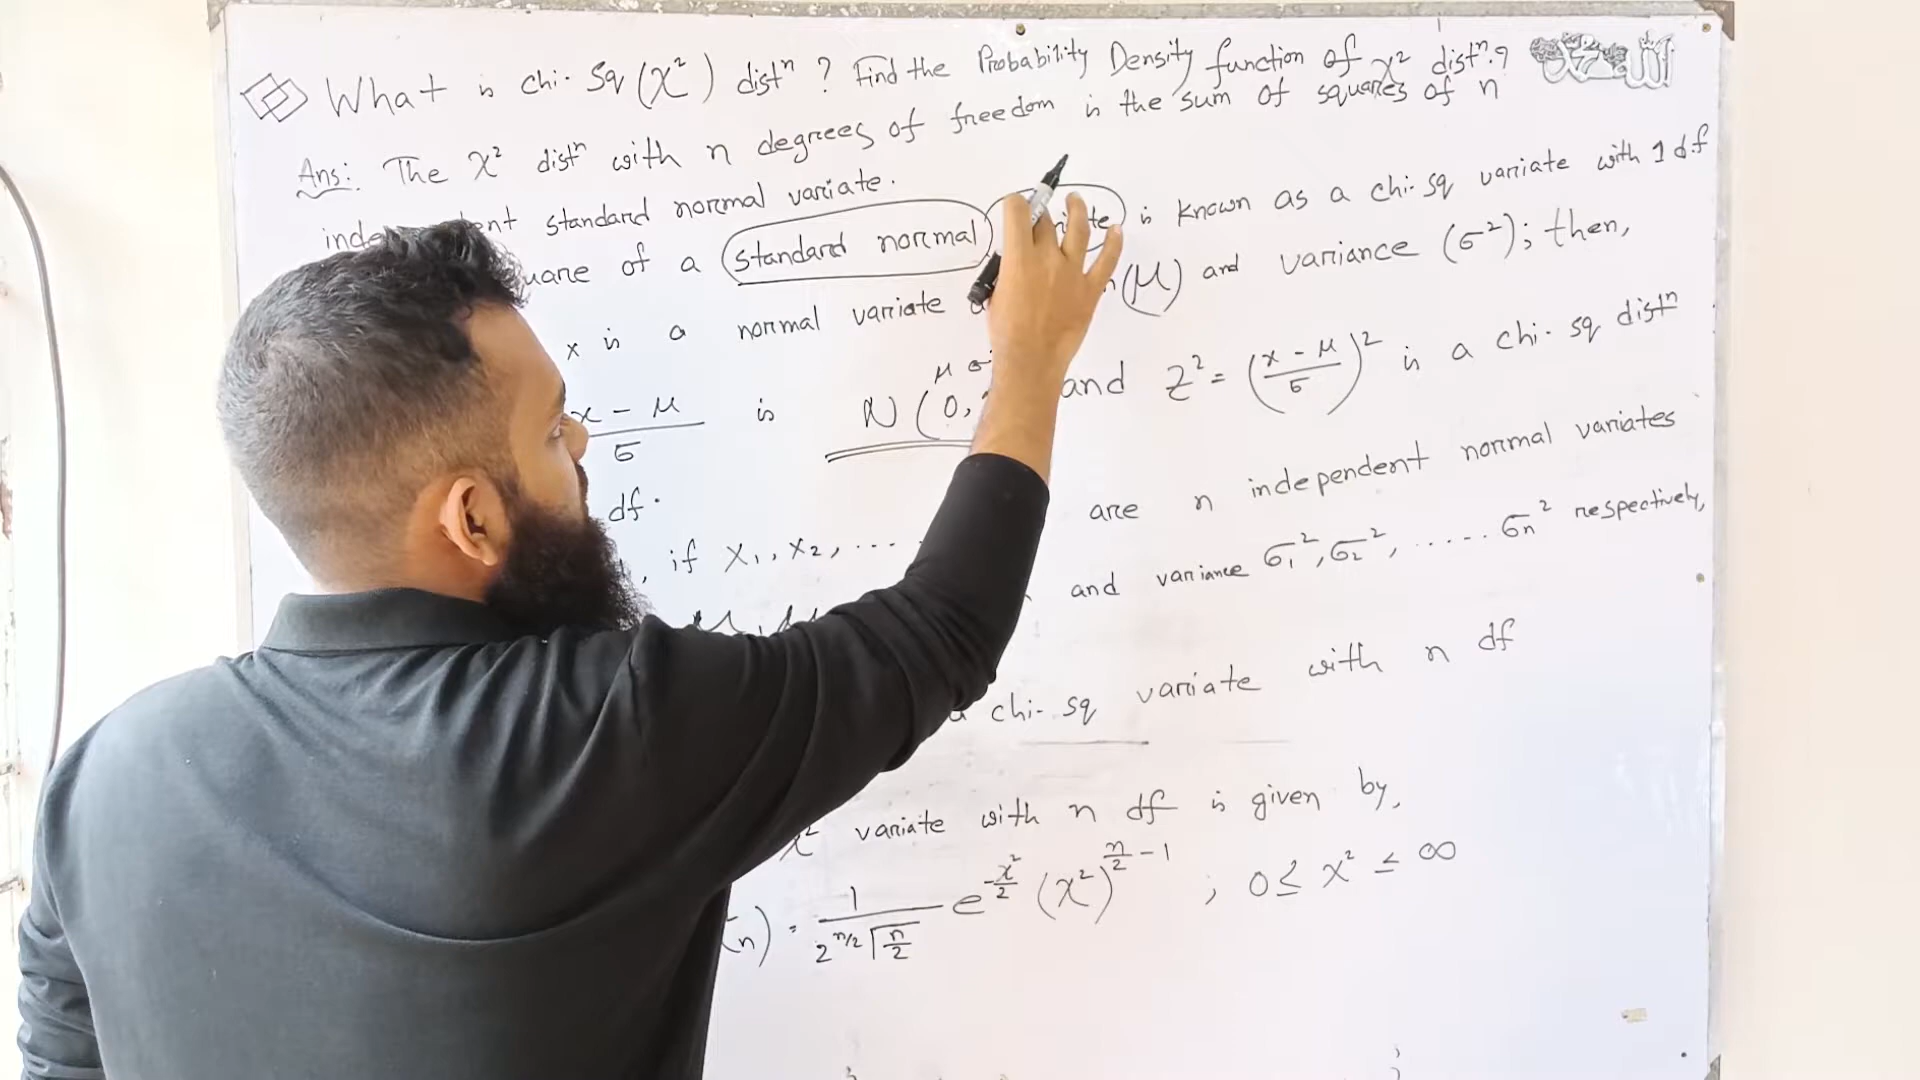 What is chi-sq (χ²) distⁿ ? Find the Probability Density function of χ² distⁿ.?
Ans: The χ² distⁿ with n degrees of freedom is the sum of squares of n
standard normal variate.
of a standard normal is known as a chi-sq variate with 1 df
x is a normal variate (μ) and variance (σ²); then,
μ
x - μ / σ is N (0, and Z² = (x - μ / σ)² is a chi-sq distⁿ
df.
if x₁, x₂, .... are n independent normal variates
and variance σ₁², σ₂², ..... σn² respectively,
chi-sq variate with n df
variate with n df is given by,
(n) = 1 / 2^(n/2) Γ(n/2) e^(-χ²/2) (χ²)^(n/2 - 1) ; 0 ≤ χ² ≤ ∞